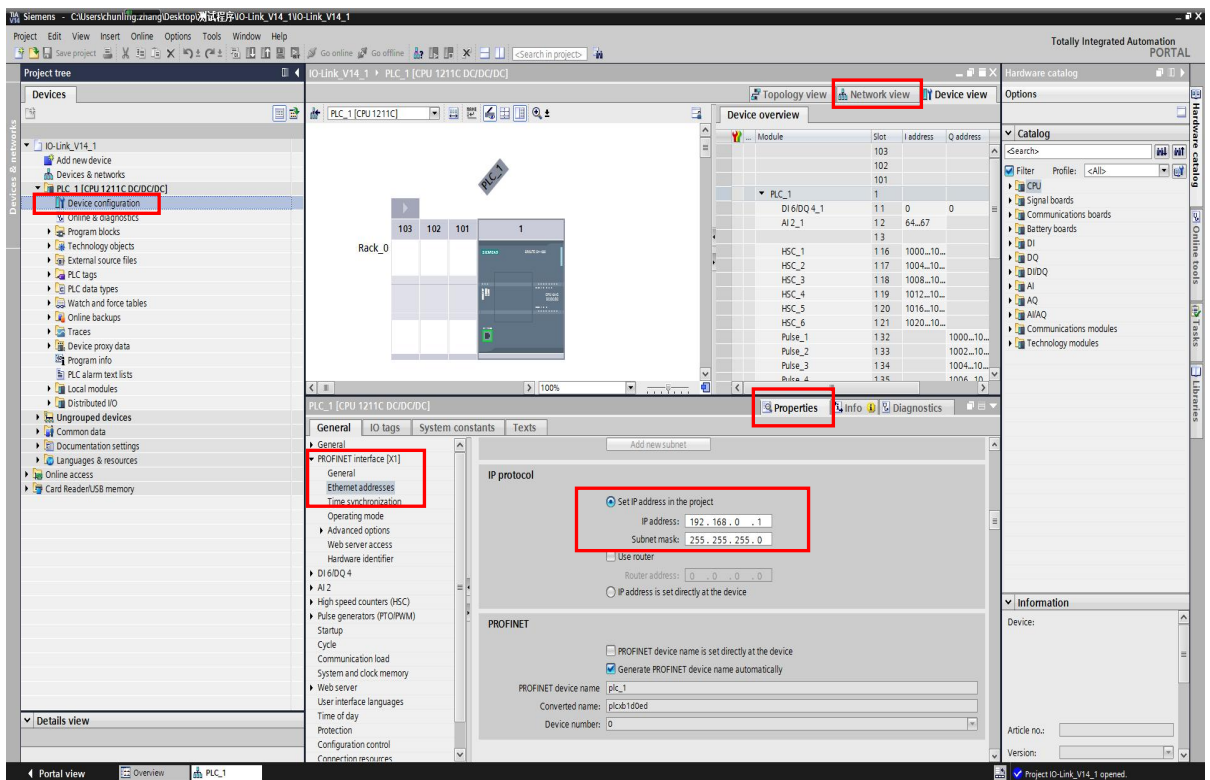 Siemens - C:\Users\chunling.zhang\Desktop\测试程序\IO-Link_V14_1\IO-Link_V14_1
Project Edit View Insert Online Options Tools Window Help
Totally Integrated Automation
PORTAL
Save project Go online Go offline <Search in project>
Project tree
IO-Link_V14_1 ▸ PLC_1 [CPU 1211C DC/DC/DC]
Hardware catalog
Devices
Topology view Network view Device view
Options
PLC_1 [CPU 1211C]
Device overview
Module Slot I address Q address
103
102
101
PLC_1 1
DI 6/DQ 4_1 1 1 0 0
AI 2_1 1 2 64...67
1 3
HSC_1 1 16 1000...10...
HSC_2 1 17 1004...10...
HSC_3 1 18 1008...10...
HSC_4 1 19 1012...10...
HSC_5 1 20 1016...10...
HSC_6 1 21 1020...10...
Pulse_1 1 32 1000...10...
Pulse_2 1 33 1002...10...
Pulse_3 1 34 1004...10...
Pulse_4 1 35 1006...10...
IO-Link_V14_1
Add new device
Devices & networks
PLC_1 [CPU 1211C DC/DC/DC]
Device configuration
Online & diagnostics
Program blocks
Technology objects
External source files
PLC tags
PLC data types
Watch and force tables
Online backups
Traces
Device proxy data
Program info
PLC alarm text lists
Local modules
Distributed I/O
Ungrouped devices
Common data
Documentation settings
Languages & resources
Online access
Card Reader/USB memory
PLC_1
103 102 101 1
Rack_0
SIEMENS
100%
Catalog
<Search>
Filter Profile: <All>
CPU
Signal boards
Communications boards
Battery boards
DI
DQ
DI/DQ
AI
AQ
AI/AQ
Communications modules
Technology modules
Devices & networks
Hardware catalog
Online tools
Tasks
Libraries
PLC_1 [CPU 1211C DC/DC/DC]
Properties Info Diagnostics
General IO tags System constants Texts
General
PROFINET interface [X1]
General
Ethernet addresses
Time synchronization
Operating mode
Advanced options
Web server access
Hardware identifier
DI 6/DQ 4
AI 2
High speed counters (HSC)
Pulse generators (PTO/PWM)
Startup
Cycle
Communication load
System and clock memory
Web server
User interface languages
Time of day
Protection
Configuration control
Connection resources
Add new subnet
IP protocol
Set IP address in the project
IP address: 192 . 168 . 0 . 1
Subnet mask: 255 . 255 . 255 . 0
Use router
Router address: 0 . 0 . 0 . 0
IP address is set directly at the device
PROFINET
PROFINET device name is set directly at the device
Generate PROFINET device name automatically
PROFINET device name plc_1
Converted name: plcxb1d0ed
Device number: 0
Information
Device:
Article no.:
Version:
Details view
Portal view Overview PLC_1
Project IO-Link_V14_1 opened.